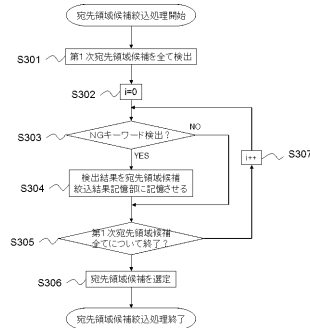 宛先領域候補絞込処理開始
S301
第1次宛先領域候補を全て検出
S302
i=0
S303
NGキーワード検出？
NO
S307
i++
YES
S304
検出結果を宛先領域候補
絞込結果記憶部に記憶させる
S305
第1次宛先領域候補
全てについて終了？
S306
宛先領域候補を選定
宛先領域候補絞込処理終了